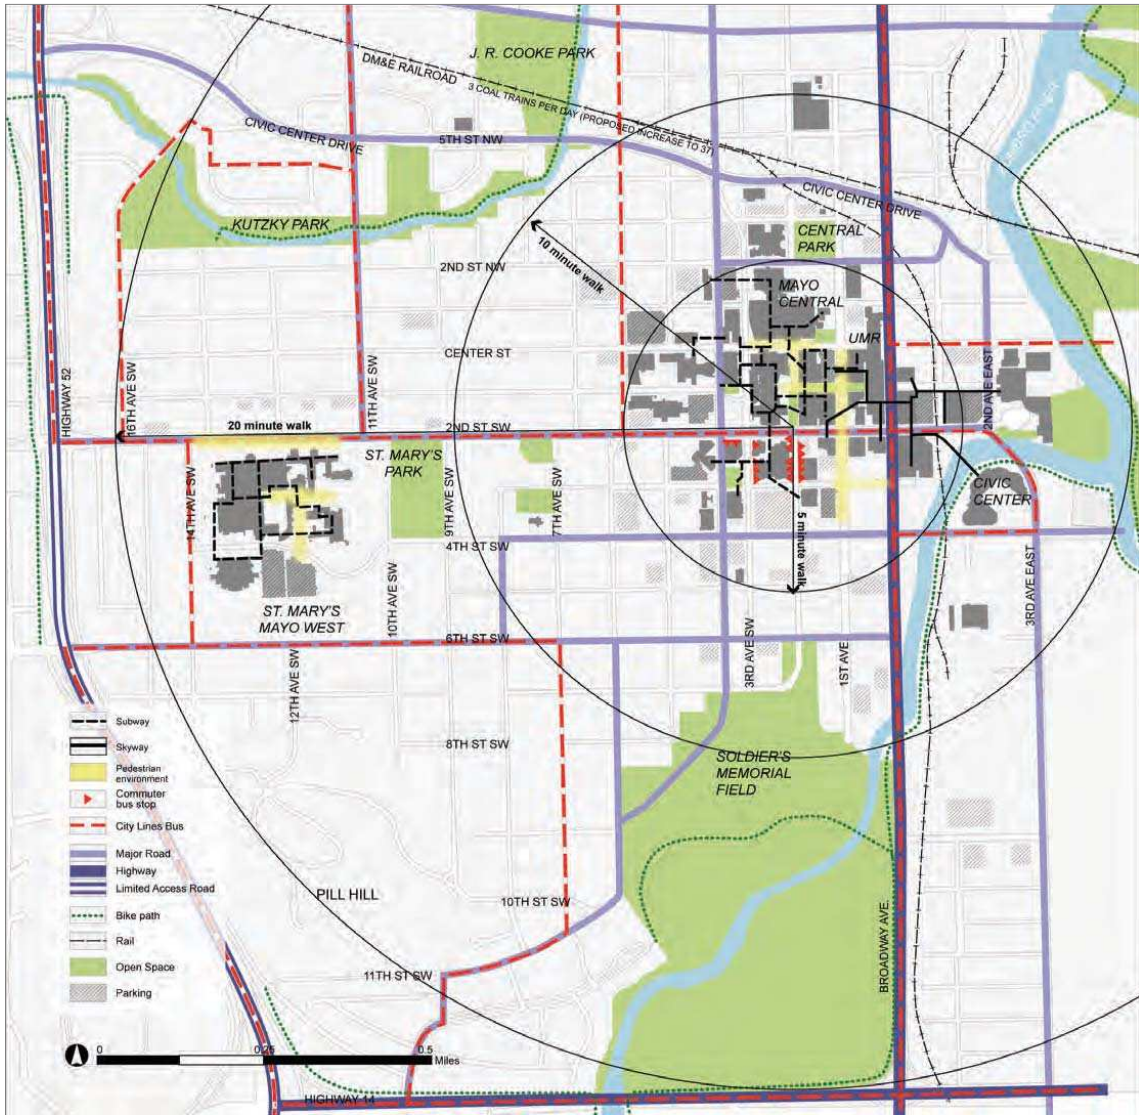 J. R. COOKE PARK
DM&E RAILROAD
3 COAL TRAINS PER DAY (PROPOSED INCREASE TO 37)
CIVIC CENTER DRIVE
5TH ST NW
CIVIC CENTER DRIVE
KUTZKY PARK
CENTRAL
PARK
10 minute walk
2ND ST NW
MAYO
CENTRAL
UMR
CENTER ST
HIGHWAY 52
16TH AVE SW
11TH AVE SW
2ND AVE EAST
20 minute walk
2ND ST SW
ST. MARY'S
PARK
14TH AVE SW
9TH AVE SW
7TH AVE SW
CIVIC
CENTER
5 minute walk
4TH ST SW
10TH AVE SW
3RD AVE EAST
ST. MARY'S
MAYO WEST
6TH ST SW
12TH AVE SW
3RD AVE SW
1ST AVE
8TH ST SW
SOLDIER'S
MEMORIAL
FIELD
Subway
Skyway
Pedestrian
environment
Commuter
bus stop
City Lines Bus
Major Road
Highway
Limited Access Road
Bike path
Rail
Open Space
Parking
PILL HILL
10TH ST SW
BROADWAY AVE.
11TH ST SW
0 0.25 0.5
Miles
HIGHWAY 14